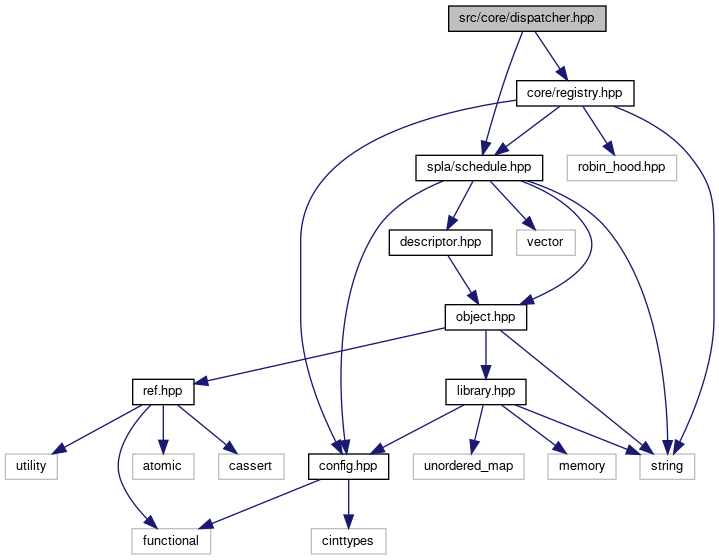 src/core/dispatcher.hpp
core/registry.hpp
spla/schedule.hpp
robin_hood.hpp
descriptor.hpp
vector
object.hpp
ref.hpp
library.hpp
utility
atomic
cassert
config.hpp
unordered_map
memory
string
functional
cinttypes